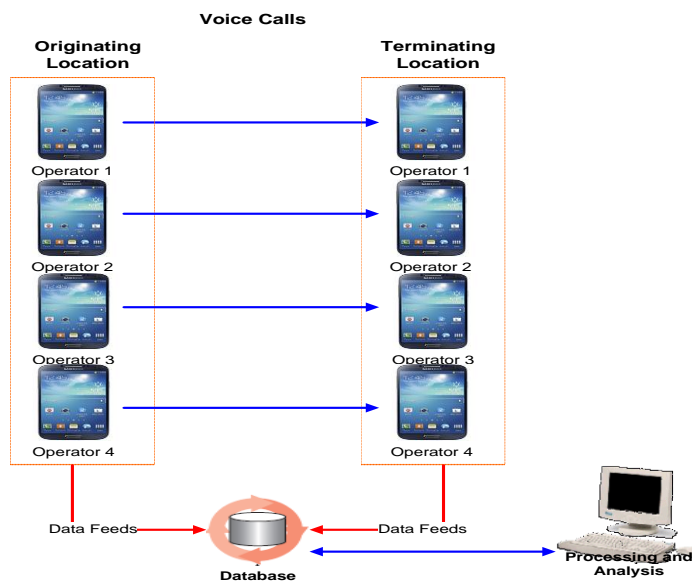 Voice Calls
Originating
Location
Terminating
Location
Operator 1
Operator 1
Operator 2
Operator 2
Operator 3
Operator 3
Operator 4
Operator 4
Data Feeds
Data Feeds
Database
Processing and
Analysis